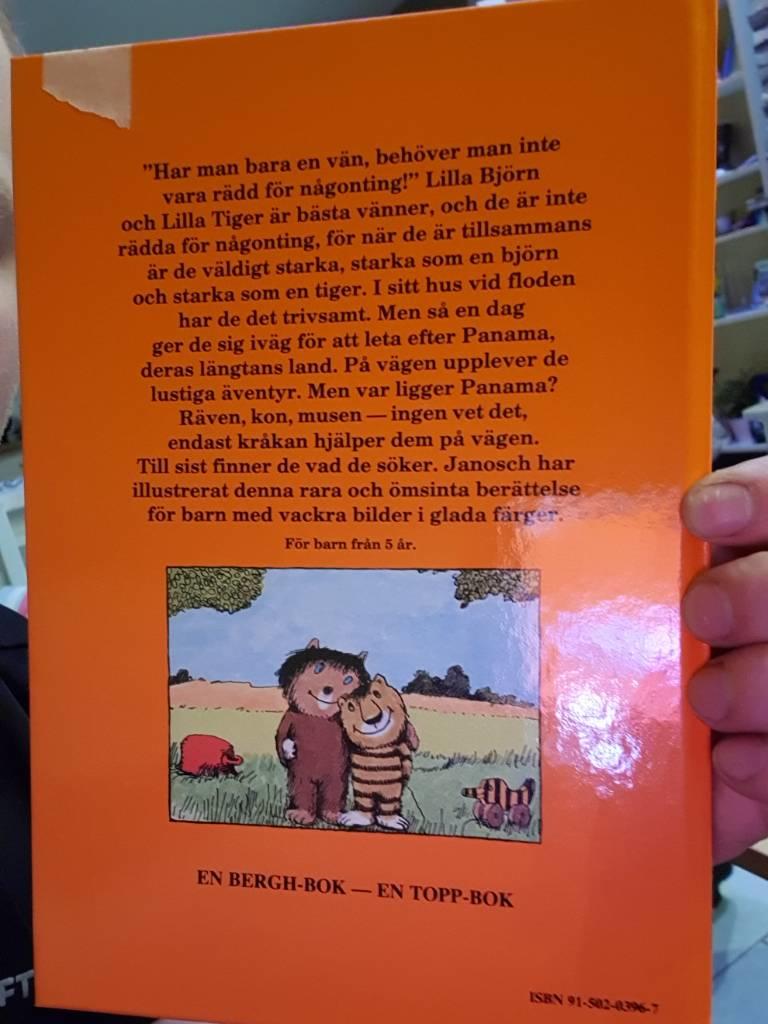 ”Har man bara en vän, behöver man inte
vara rädd för någonting!” Lilla Björn
och Lilla Tiger är bästa vänner, och de är inte
rädda för någonting, för när de är tillsammans
är de väldigt starka, starka som en björn
och starka som en tiger. I sitt hus vid floden
har de det trivsamt. Men så en dag
ger de sig iväg för att leta efter Panama,
deras längtans land. På vägen upplever de
lustiga äventyr. Men var ligger Panama?
Räven, kon, musen — ingen vet det,
endast kråkan hjälper dem på vägen.
Till sist finner de vad de söker. Janosch har
illustrerat denna rara och ömsinta berättelse
för barn med vackra bilder i glada färger.
För barn från 5 år.
EN BERGH-BOK — EN TOPP-BOK
ISBN 91-502-0396-7
FT